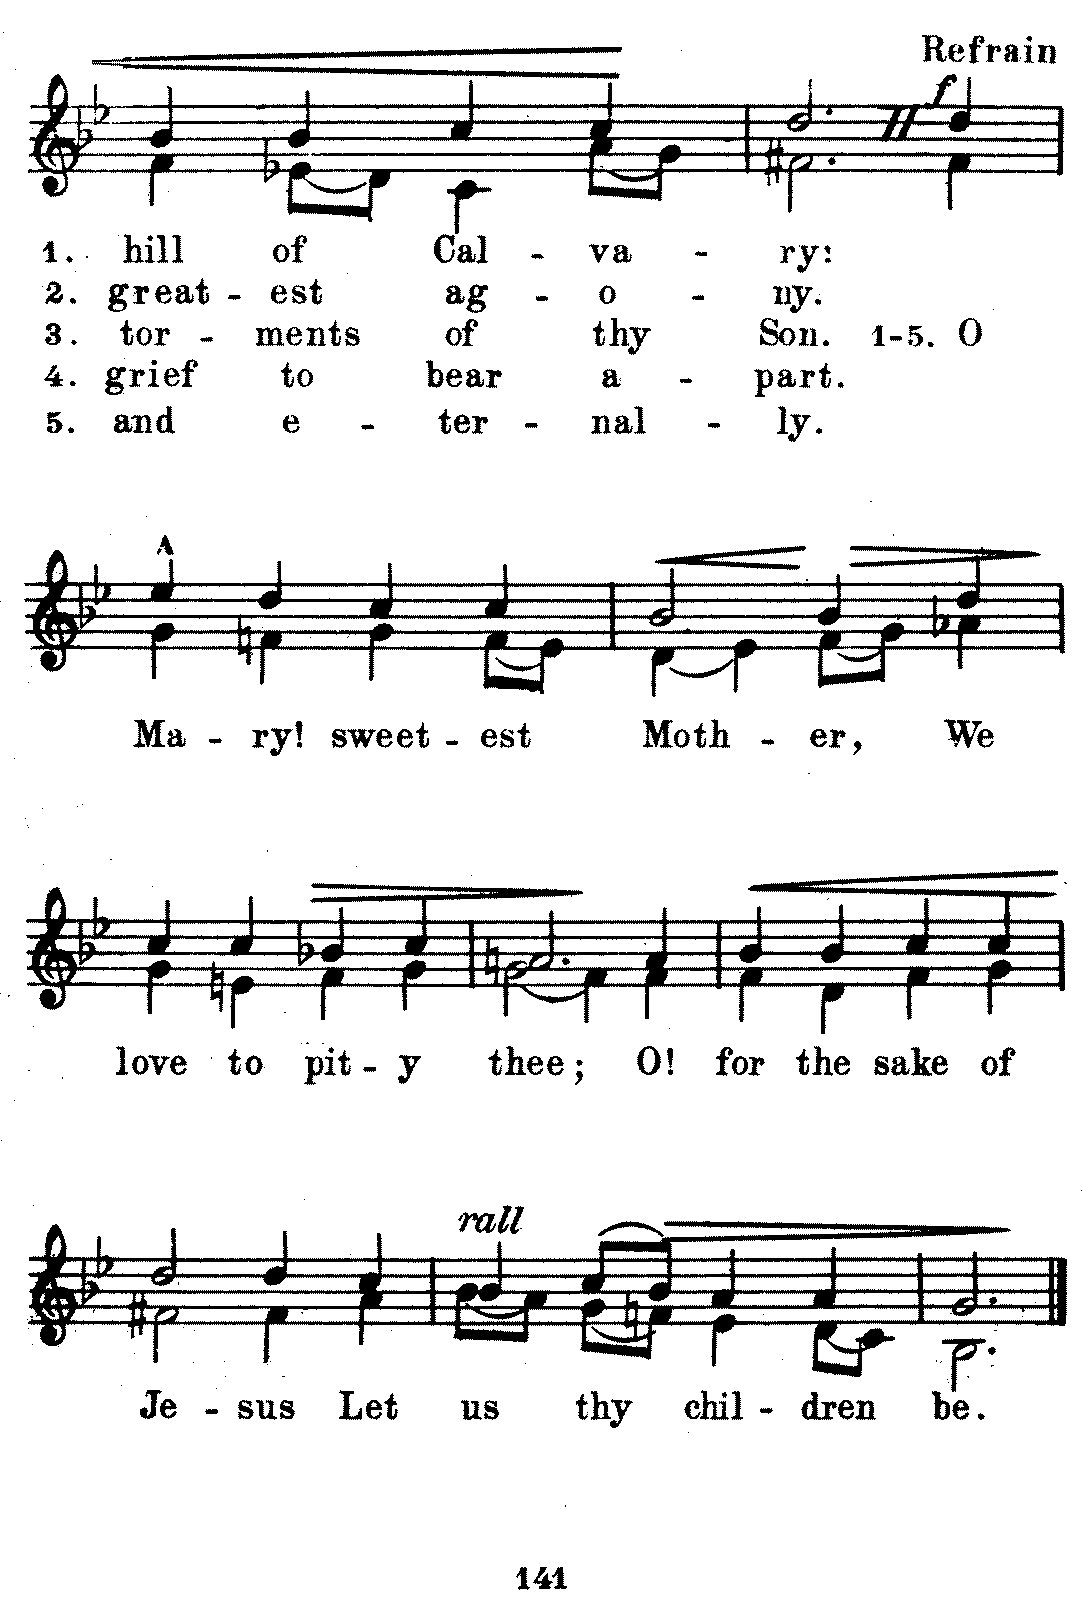 Refrain
f
1. hill of Cal - va - ry:
2. great - est ag - o - ny.
3. tor - ments of thy Son. 1-5. O
4. grief to bear a - part.
5. and e - ter - nal - ly.
Ma - ry! sweet - est Moth - er, We
love to pit - y thee; O! for the sake of
rall
Je - sus Let us thy chil - dren be.
141